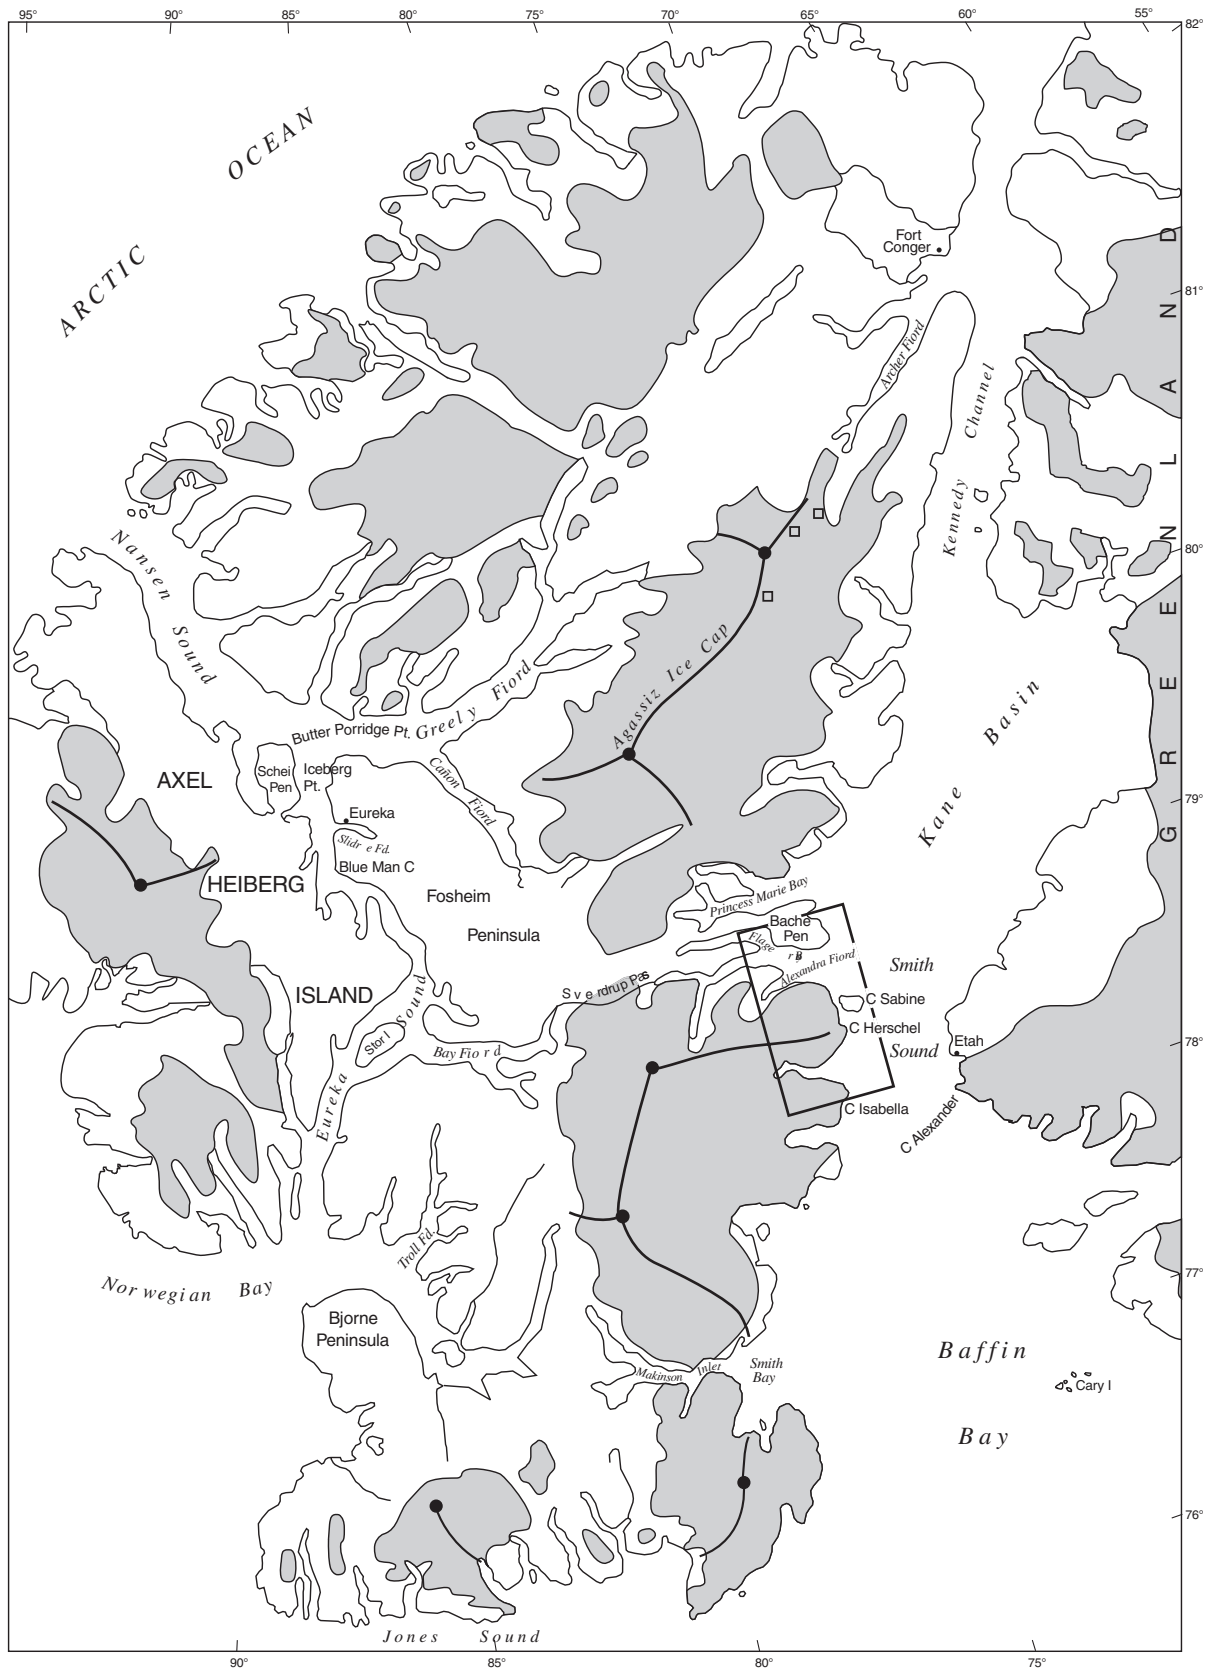 95° 90° 85° 80° 75° 70° 65° 60° 55°
82°
OCEAN
ARCTIC
Fort
Conger
81°
Archer Fiord
Kennedy Channel
GREENLAND
80°
Nansen Sound
Agassiz Ice Cap
Greely Fiord
Butter Porridge Pt.
Kane Basin
AXEL
Schei
Pen
Iceberg
Pt.
Cañon Fiord
79°
Eureka
Slidr e Fd.
Blue Man C
HEIBERG
Fosheim
Peninsula
Princess Marie Bay
Bache
Pen
Flage
r B
Alexandra Fiord
Smith
Sound
ISLAND
Sverdrup Pas
C Sabine
C Herschel
Etah
78°
Stor I
Eureka Sound
Bay Fiord
C Isabella
C Alexander
Troll Fd.
77°
Norwegian Bay
Bjorne
Peninsula
Baffin
Bay
Makinson Inlet
Smith
Bay
Cary I
76°
Jones Sound
90° 85° 80° 75°